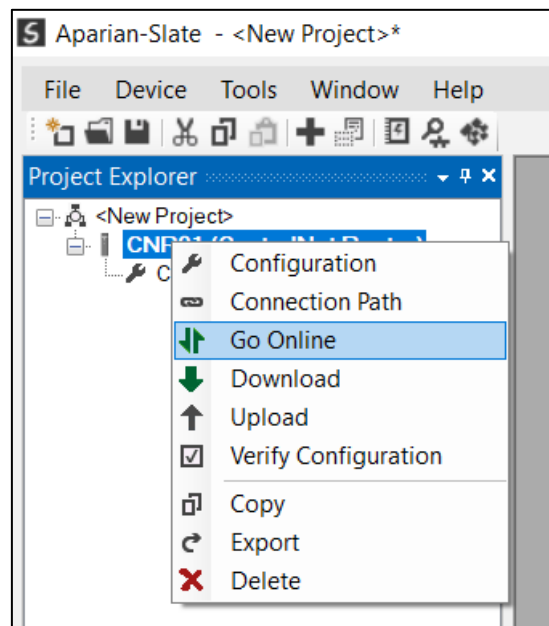 Aparian-Slate - <New Project>*
File Device Tools Window Help
Project Explorer
<New Project>
Configuration
Connection Path
Go Online
Download
Upload
Verify Configuration
Copy
Export
Delete